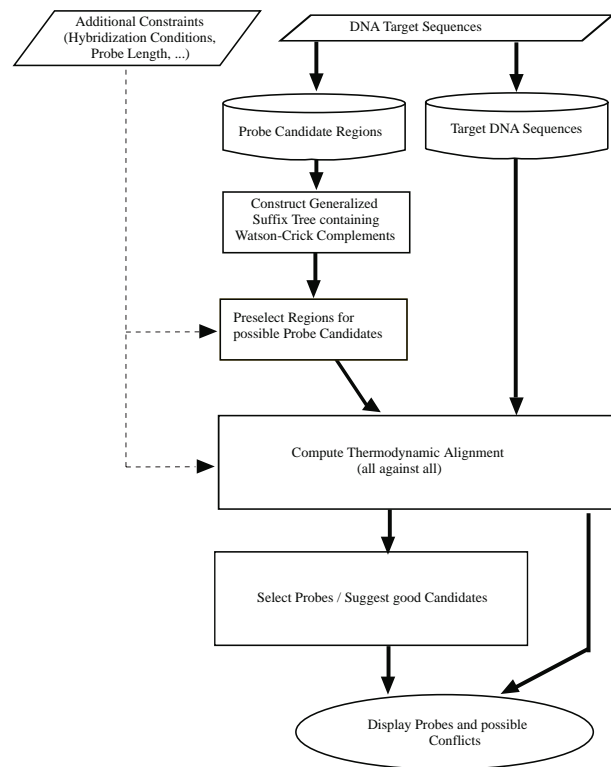 Additional Constraints
(Hybridization Conditions,
Probe Length, ...)
DNA Target Sequences
Probe Candidate Regions
Target DNA Sequences
Construct Generalized
Suffix Tree containing
Watson-Crick Complements
Preselect Regions for
possible Probe Candidates
Compute Thermodynamic Alignment
(all against all)
Select Probes / Suggest good Candidates
Display Probes and possible
Conflicts